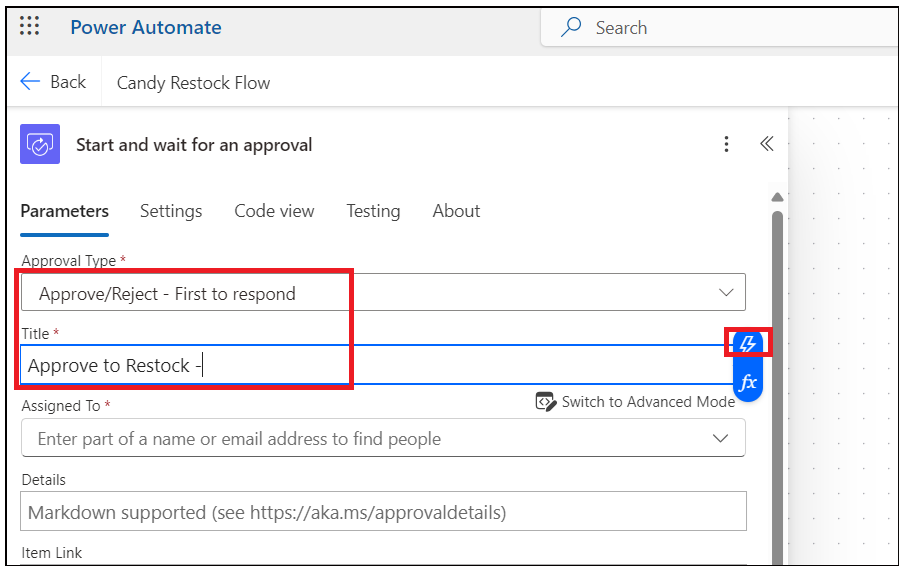 Power Automate
Search
Back
Candy Restock Flow
Start and wait for an approval
Parameters Settings Code view Testing About
Approval Type *
Approve/Reject - First to respond
Title *
Approve to Restock -
fx
Assigned To *
Switch to Advanced Mode
Enter part of a name or email address to find people
Details
Markdown supported (see https://aka.ms/approvaldetails)
Item Link